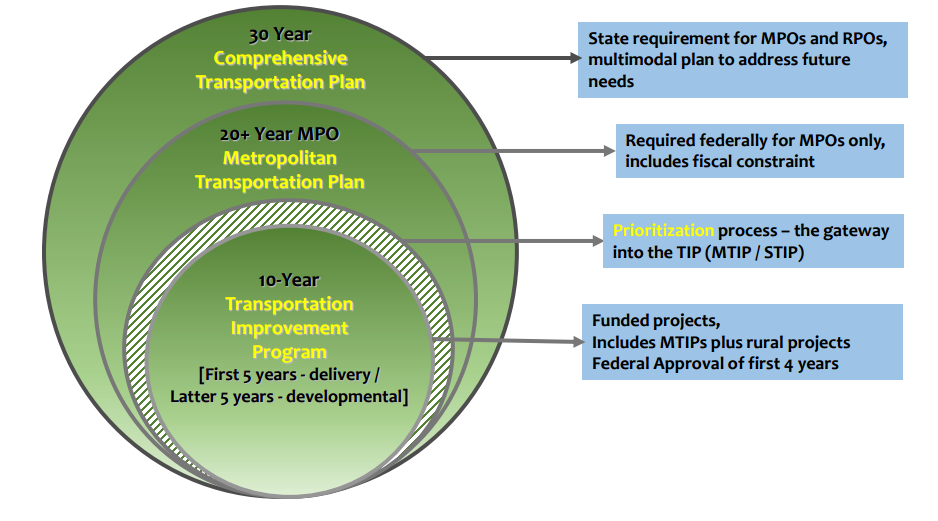 30 Year
Comprehensive
Transportation Plan
State requirement for MPOs and RPOs,
multimodal plan to address future
needs
20+ Year MPO
Metropolitan
Transportation Plan
Required federally for MPOs only,
includes fiscal constraint
Prioritization process – the gateway
into the TIP (MTIP / STIP)
10-Year
Transportation
Improvement
Program
[First 5 years - delivery /
Latter 5 years - developmental]
Funded projects,
Includes MTIPs plus rural projects
Federal Approval of first 4 years